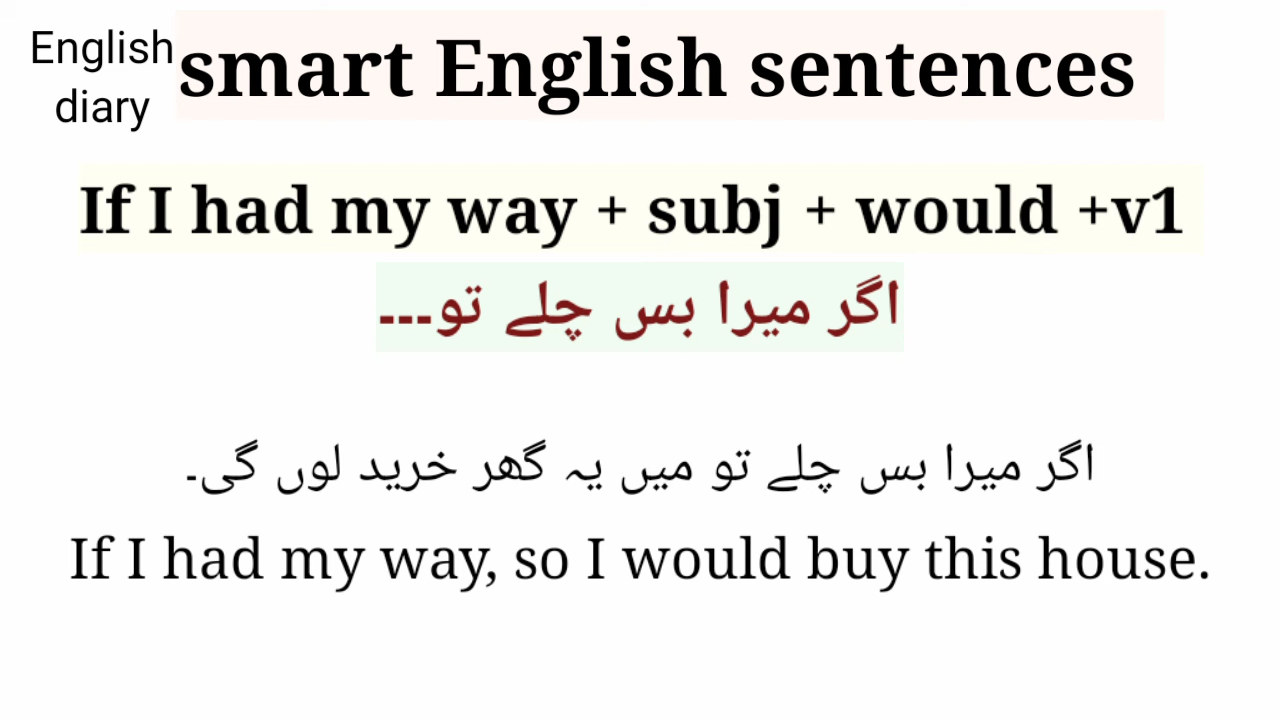 English
diary
smart English sentences
If I had my way + subj + would +v1
اگر میرا بس چلے تو---
اگر میرا بس چلے تو میں یہ گھر خرید لوں گی۔
If I had my way, so I would buy this house.